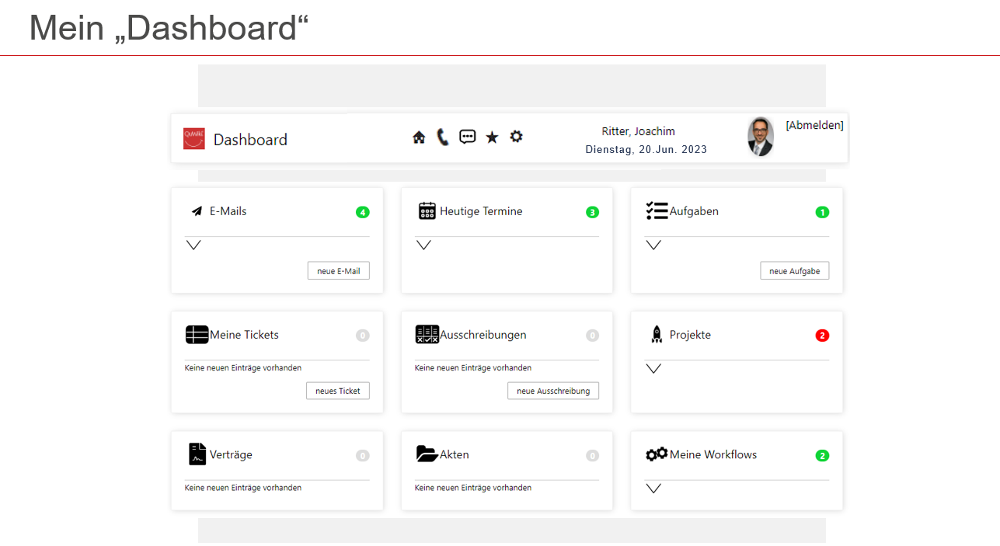 Mein „Dashboard“
Dashboard
Ritter, Joachim
Dienstag, 20.Jun. 2023
[Abmelden]
E-Mails 4
neue E-Mail
Heutige Termine 3
Aufgaben 1
neue Aufgabe
Meine Tickets 0
Keine neuen Einträge vorhanden
neues Ticket
Ausschreibungen 0
Keine neuen Einträge vorhanden
neue Ausschreibung
Projekte 2
Verträge 0
Keine neuen Einträge vorhanden
Akten 0
Keine neuen Einträge vorhanden
Meine Workflows 2